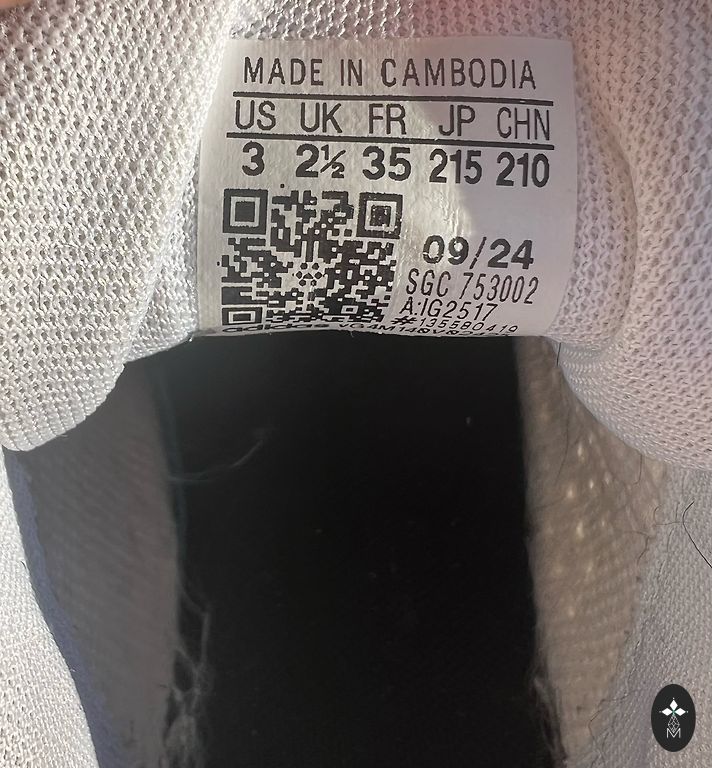 MADE IN CAMBODIA
US UK FR JP CHN
3 2½ 35 215 210
09/24
SGC 753002
A:IG2517
#135580419
adidas
M